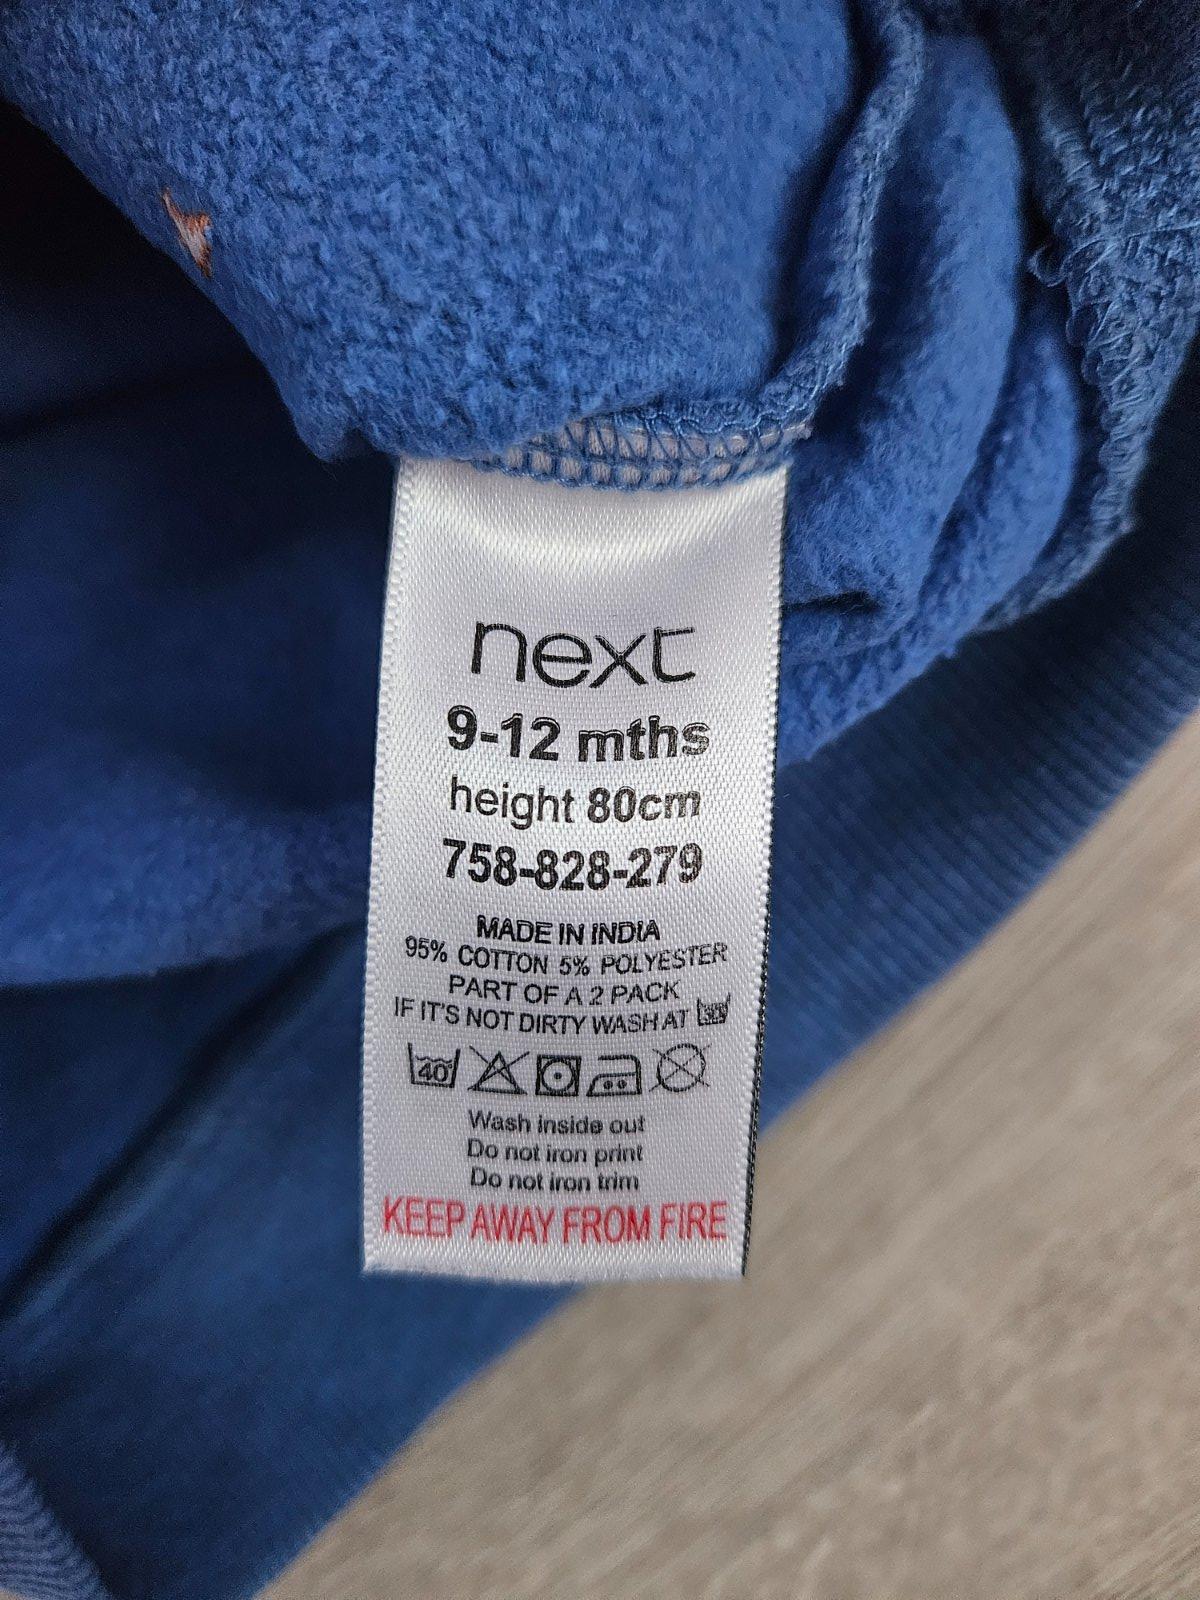 next
9-12 mths
height 80cm
758-828-279
MADE IN INDIA
95% COTTON 5% POLYESTER
PART OF A 2 PACK
IF IT'S NOT DIRTY WASH AT 30°
40°
Wash inside out
Do not iron print
Do not iron trim
KEEP AWAY FROM FIRE